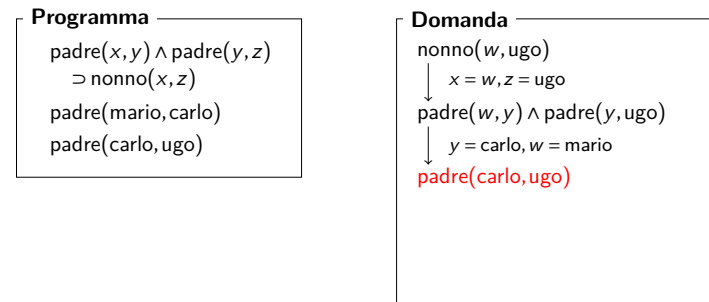 Programma
padre(x,y) ∧ padre(y,z)
⊃ nonno(x,z)
padre(mario,carlo)
padre(carlo,ugo)
Domanda
nonno(w,ugo)
x = w, z = ugo
padre(w,y) ∧ padre(y,ugo)
y = carlo, w = mario
padre(carlo,ugo)